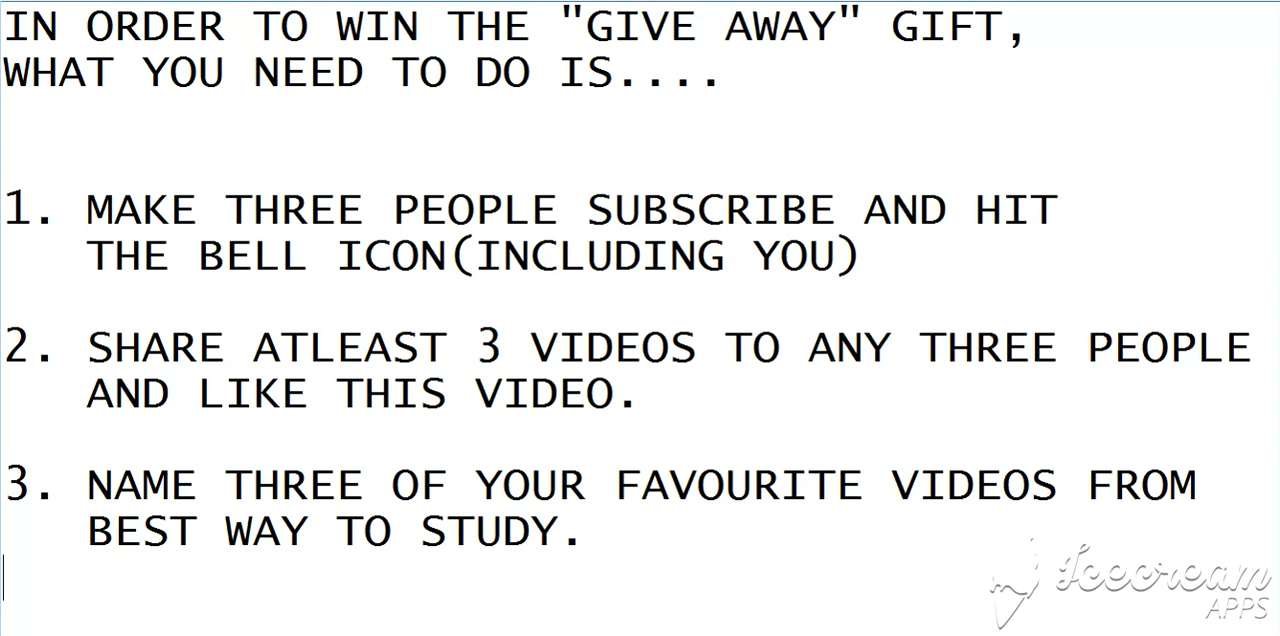 IN ORDER TO WIN THE "GIVE AWAY" GIFT,
WHAT YOU NEED TO DO IS....
1. MAKE THREE PEOPLE SUBSCRIBE AND HIT
THE BELL ICON(INCLUDING YOU)
2. SHARE ATLEAST 3 VIDEOS TO ANY THREE PEOPLE
AND LIKE THIS VIDEO.
3. NAME THREE OF YOUR FAVOURITE VIDEOS FROM
BEST WAY TO STUDY.
Icecream
APPS